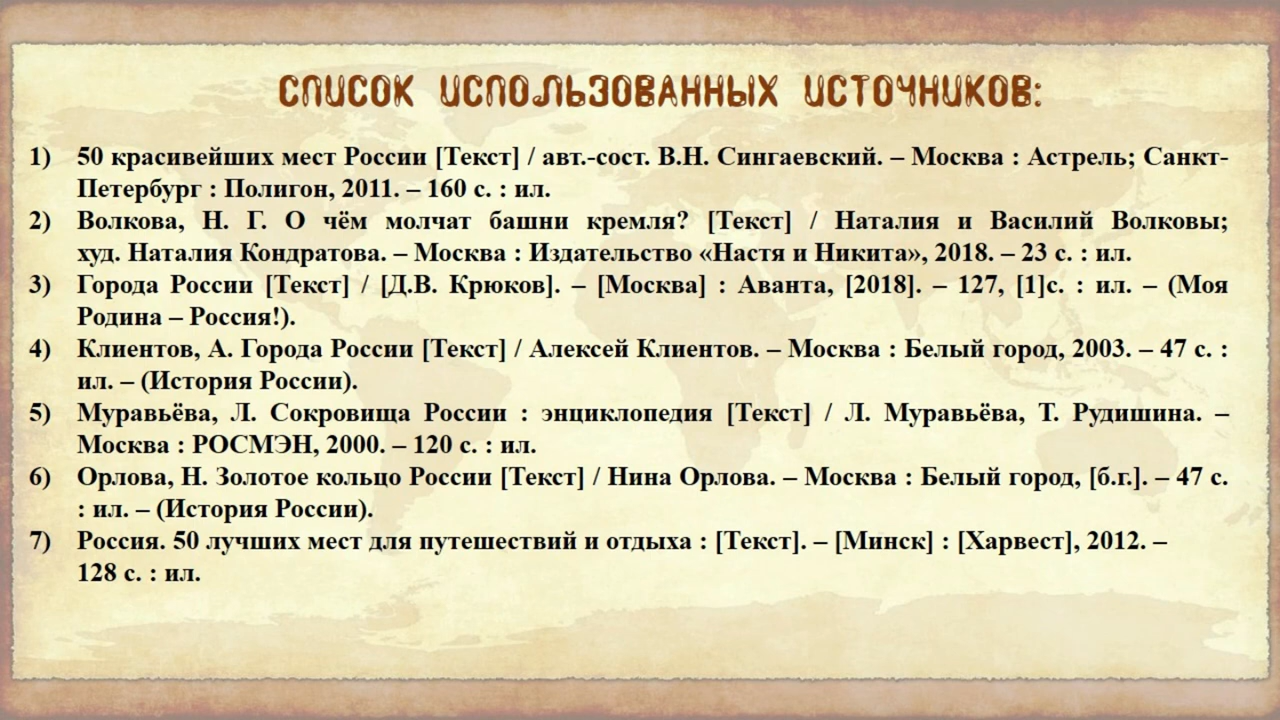 СПИСОК ИСПОЛЬЗОВАННЫХ ИСТОЧНИКОВ:
1) 50 красивейших мест России [Текст] / авт.-сост. В.Н. Сингаевский. – Москва : Астрель; Санкт-
Петербург : Полигон, 2011. – 160 с. : ил.
2) Волкова, Н. Г. О чём молчат башни кремля? [Текст] / Наталия и Василий Волковы;
худ. Наталия Кондратова. – Москва : Издательство «Настя и Никита», 2018. – 23 с. : ил.
3) Города России [Текст] / [Д.В. Крюков]. – [Москва] : Аванта, [2018]. – 127, [1]с. : ил. – (Моя
Родина – Россия!).
4) Клиентов, А. Города России [Текст] / Алексей Клиентов. – Москва : Белый город, 2003. – 47 с. :
ил. – (История России).
5) Муравьёва, Л. Сокровища России : энциклопедия [Текст] / Л. Муравьёва, Т. Рудишина. –
Москва : РОСМЭН, 2000. – 120 с. : ил.
6) Орлова, Н. Золотое кольцо России [Текст] / Нина Орлова. – Москва : Белый город, [б.г.]. – 47 с.
: ил. – (История России).
7) Россия. 50 лучших мест для путешествий и отдыха : [Текст]. – [Минск] : [Харвест], 2012. –
128 с. : ил.